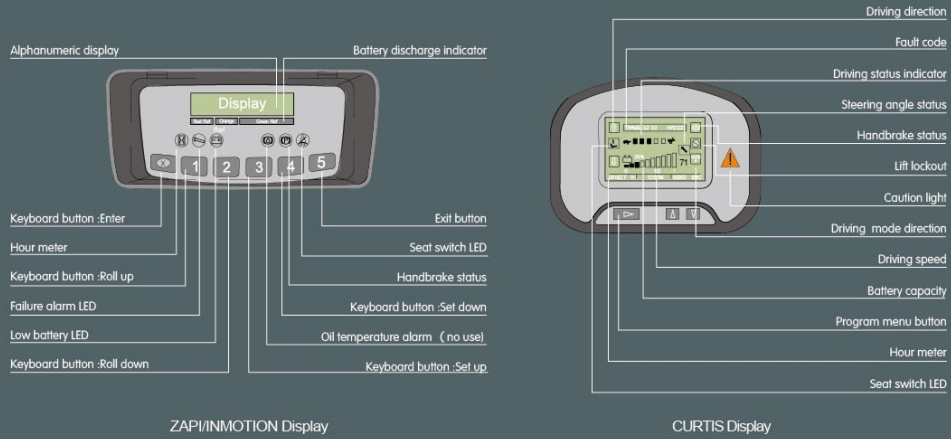 Alphanumeric display
Battery discharge indicator
Display
Ref
1
2
3
4
5
Keyboard button :Enter
Exit button
Hour meter
Seat switch LED
Keyboard button :Roll up
Handbrake status
Failure alarm LED
Keyboard button :Set down
Low battery LED
Oil temperature alarm ( no use)
Keyboard button :Roll down
Keyboard button :Set up
ZAPI/INMOTION Display
Driving direction
Fault code
Driving status indicator
Steering angle status
Handbrake status
Lift lockout
71
Caution light
Driving mode direction
Driving speed
Battery capacity
Program menu button
Hour meter
Seat switch LED
CURTIS Display